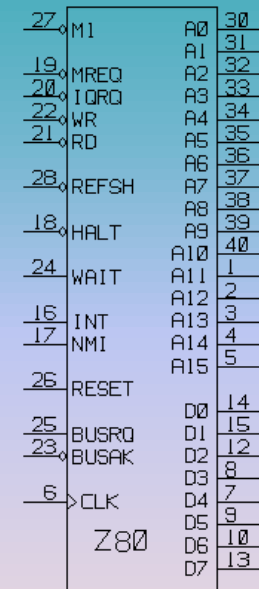 27 M1 A0 30
A1 31
19 MREQ A2 32
20 IORQ A3 33
22 WR A4 34
21 RD A5 35
A6 36
28 REFSH A7 37
A8 38
18 HALT A9 39
A10 40
24 WAIT A11 1
A12 2
16 INT A13 3
17 NMI A14 4
A15 5
26 RESET
D0 14
25 BUSRQ D1 15
23 BUSAK D2 12
D3 8
6 CLK D4 7
D5 9
Z80 D6 10
D7 13